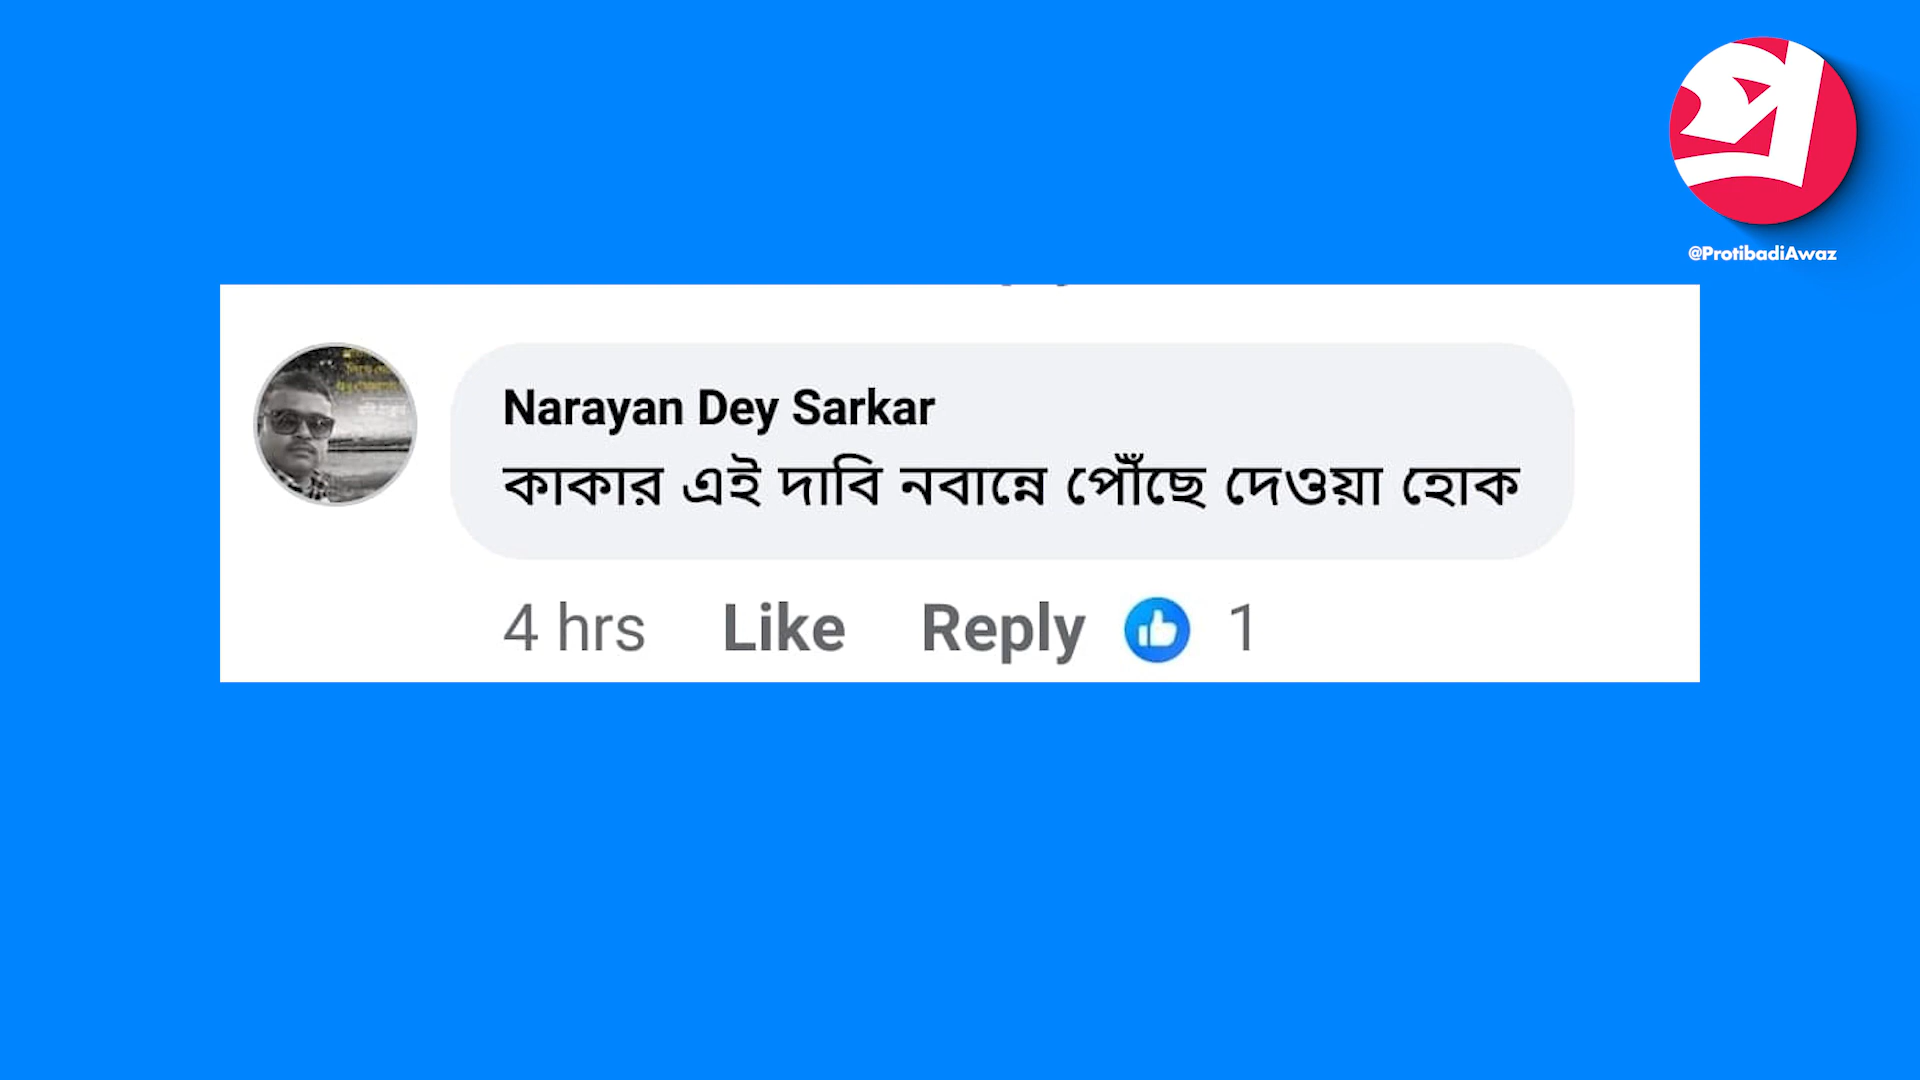 প
@ProtibadiAwaz
Narayan Dey Sarkar
কাকার এই দাবি নবান্নে পৌঁছে দেওয়া হোক
4 hrs Like Reply 1